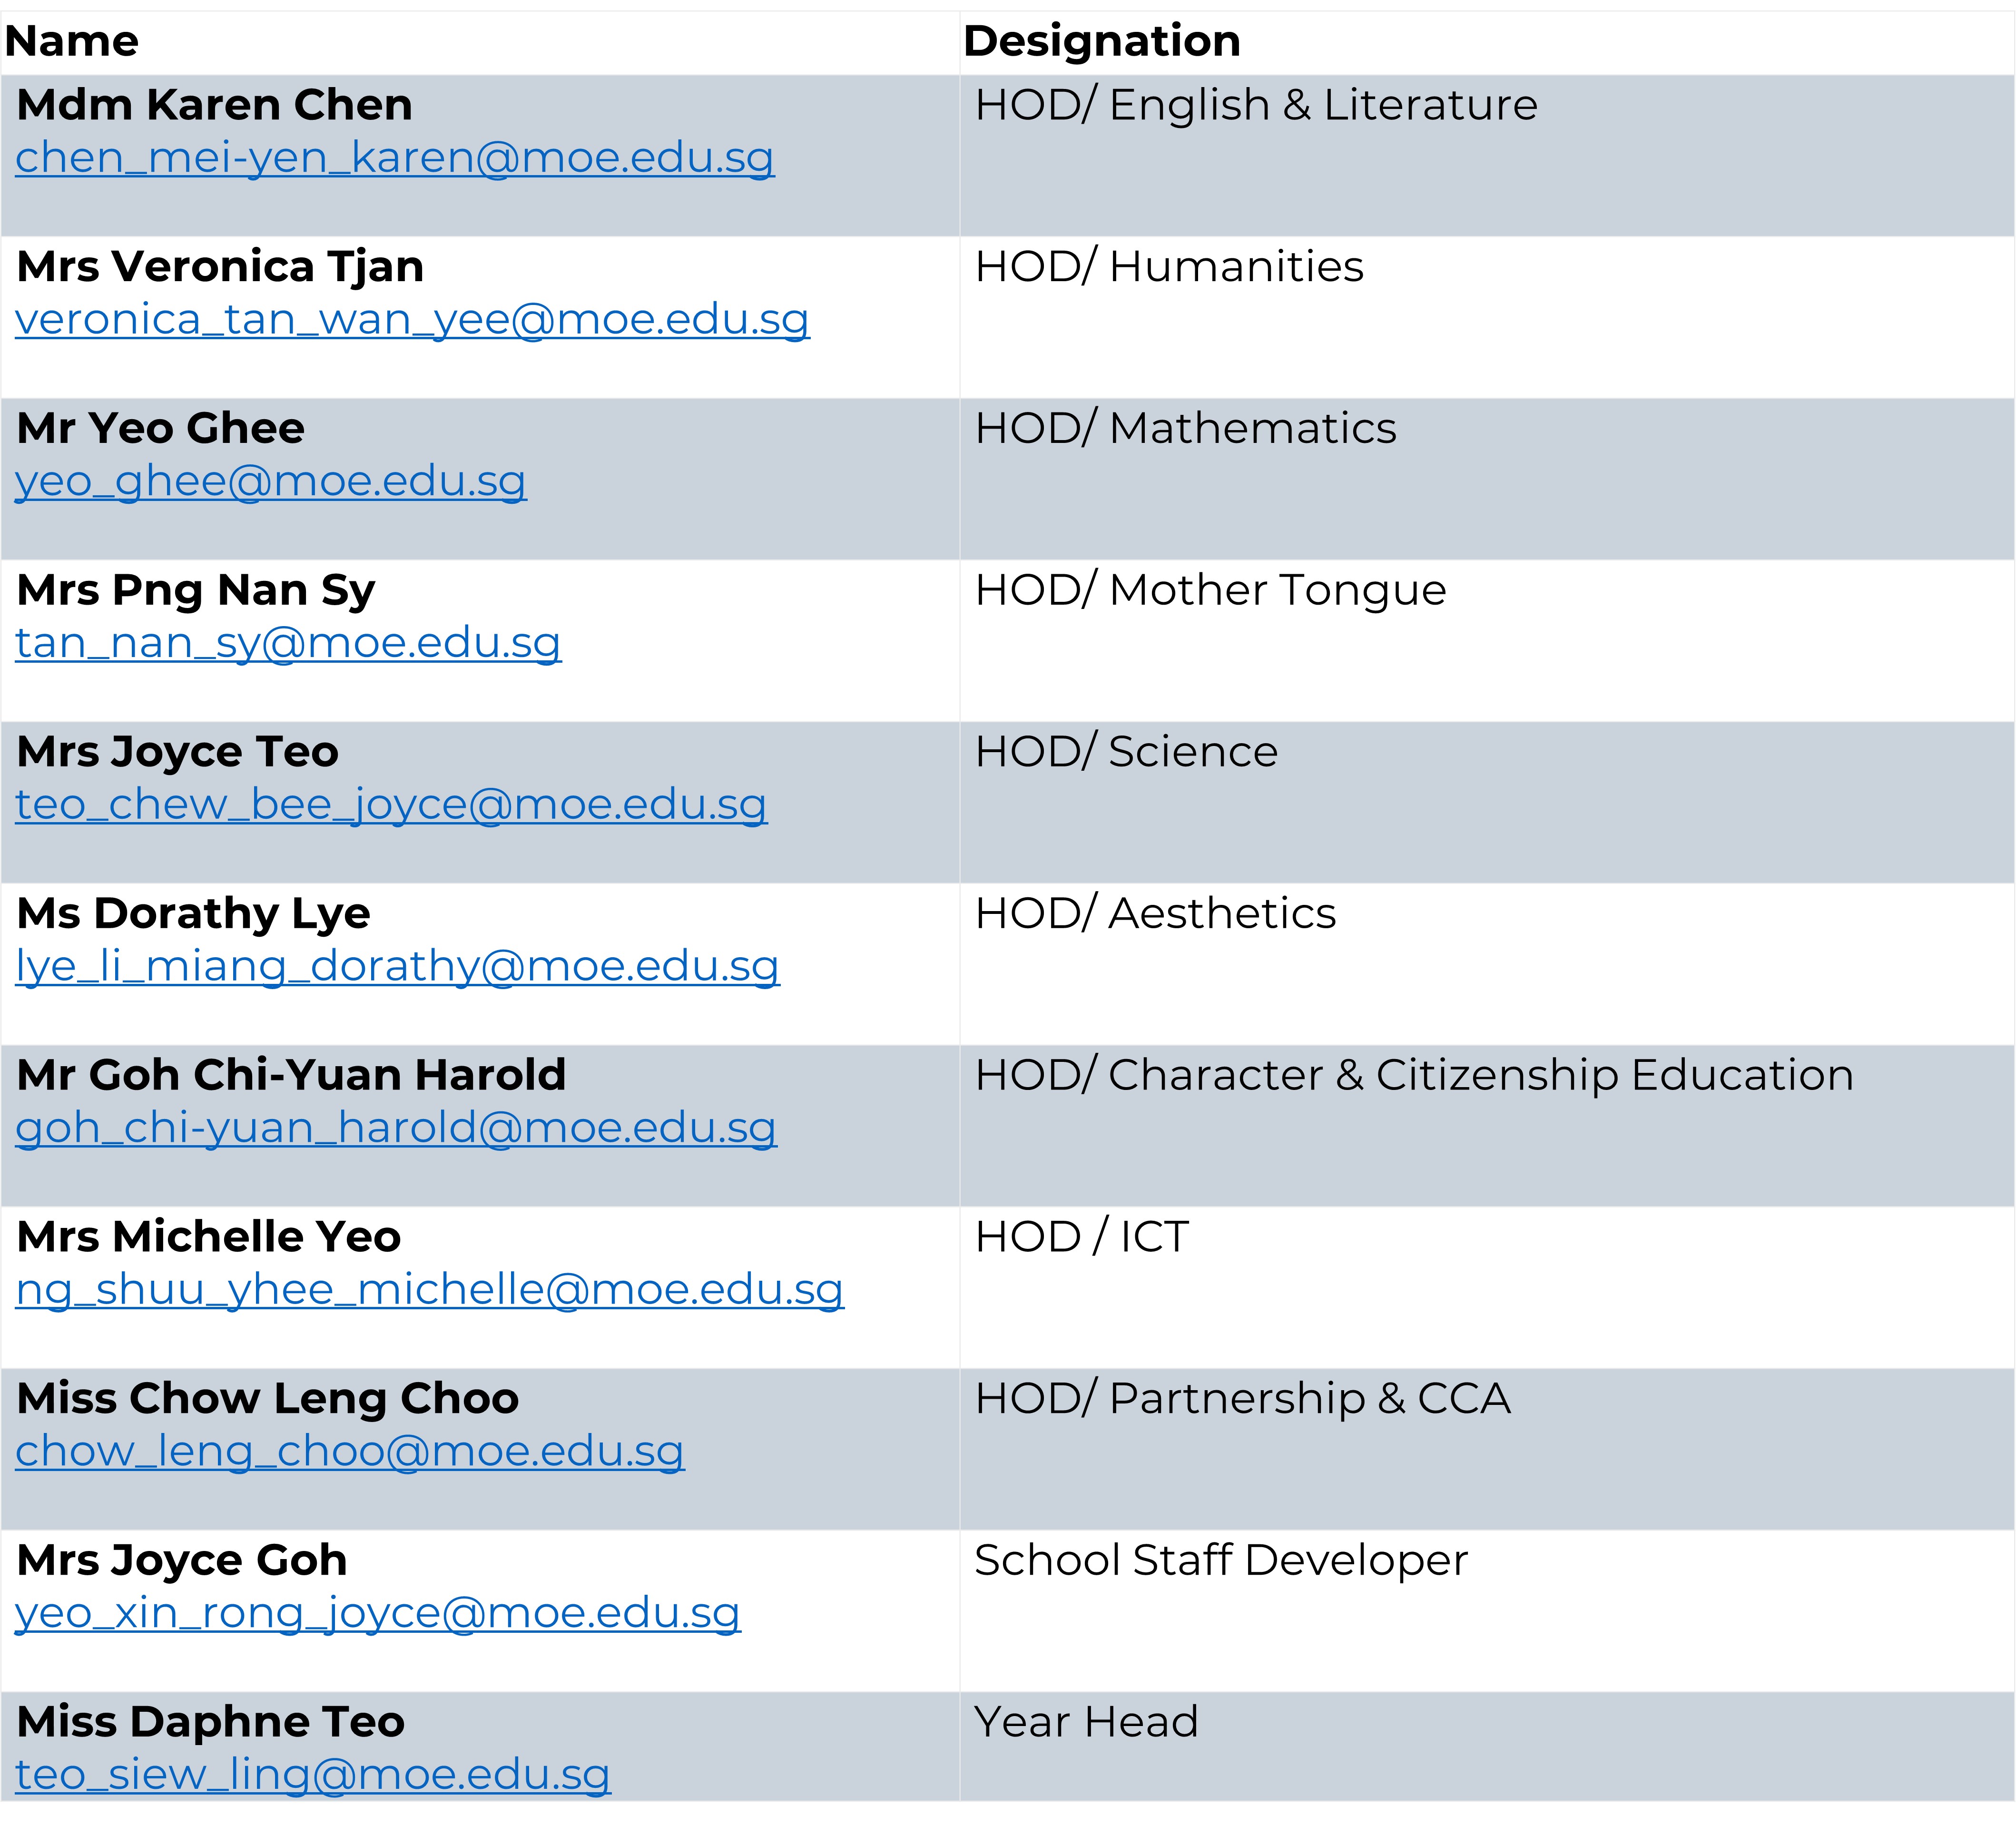 Name Designation
Mdm Karen Chen HOD/ English & Literature
chen_mei-yen_karen@moe.edu.sg
Mrs Veronica Tjan HOD/ Humanities
veronica_tan_wan_yee@moe.edu.sg
Mr Yeo Ghee HOD/ Mathematics
yeo_ghee@moe.edu.sg
Mrs Png Nan Sy HOD/ Mother Tongue
tan_nan_sy@moe.edu.sg
Mrs Joyce Teo HOD/ Science
teo_chew_bee_joyce@moe.edu.sg
Ms Dorathy Lye HOD/ Aesthetics
lye_li_miang_dorathy@moe.edu.sg
Mr Goh Chi-Yuan Harold HOD/ Character & Citizenship Education
goh_chi-yuan_harold@moe.edu.sg
Mrs Michelle Yeo HOD / ICT
ng_shuu_yhee_michelle@moe.edu.sg
Miss Chow Leng Choo HOD/ Partnership & CCA
chow_leng_choo@moe.edu.sg
Mrs Joyce Goh School Staff Developer
yeo_xin_rong_joyce@moe.edu.sg
Miss Daphne Teo Year Head
teo_siew_ling@moe.edu.sg